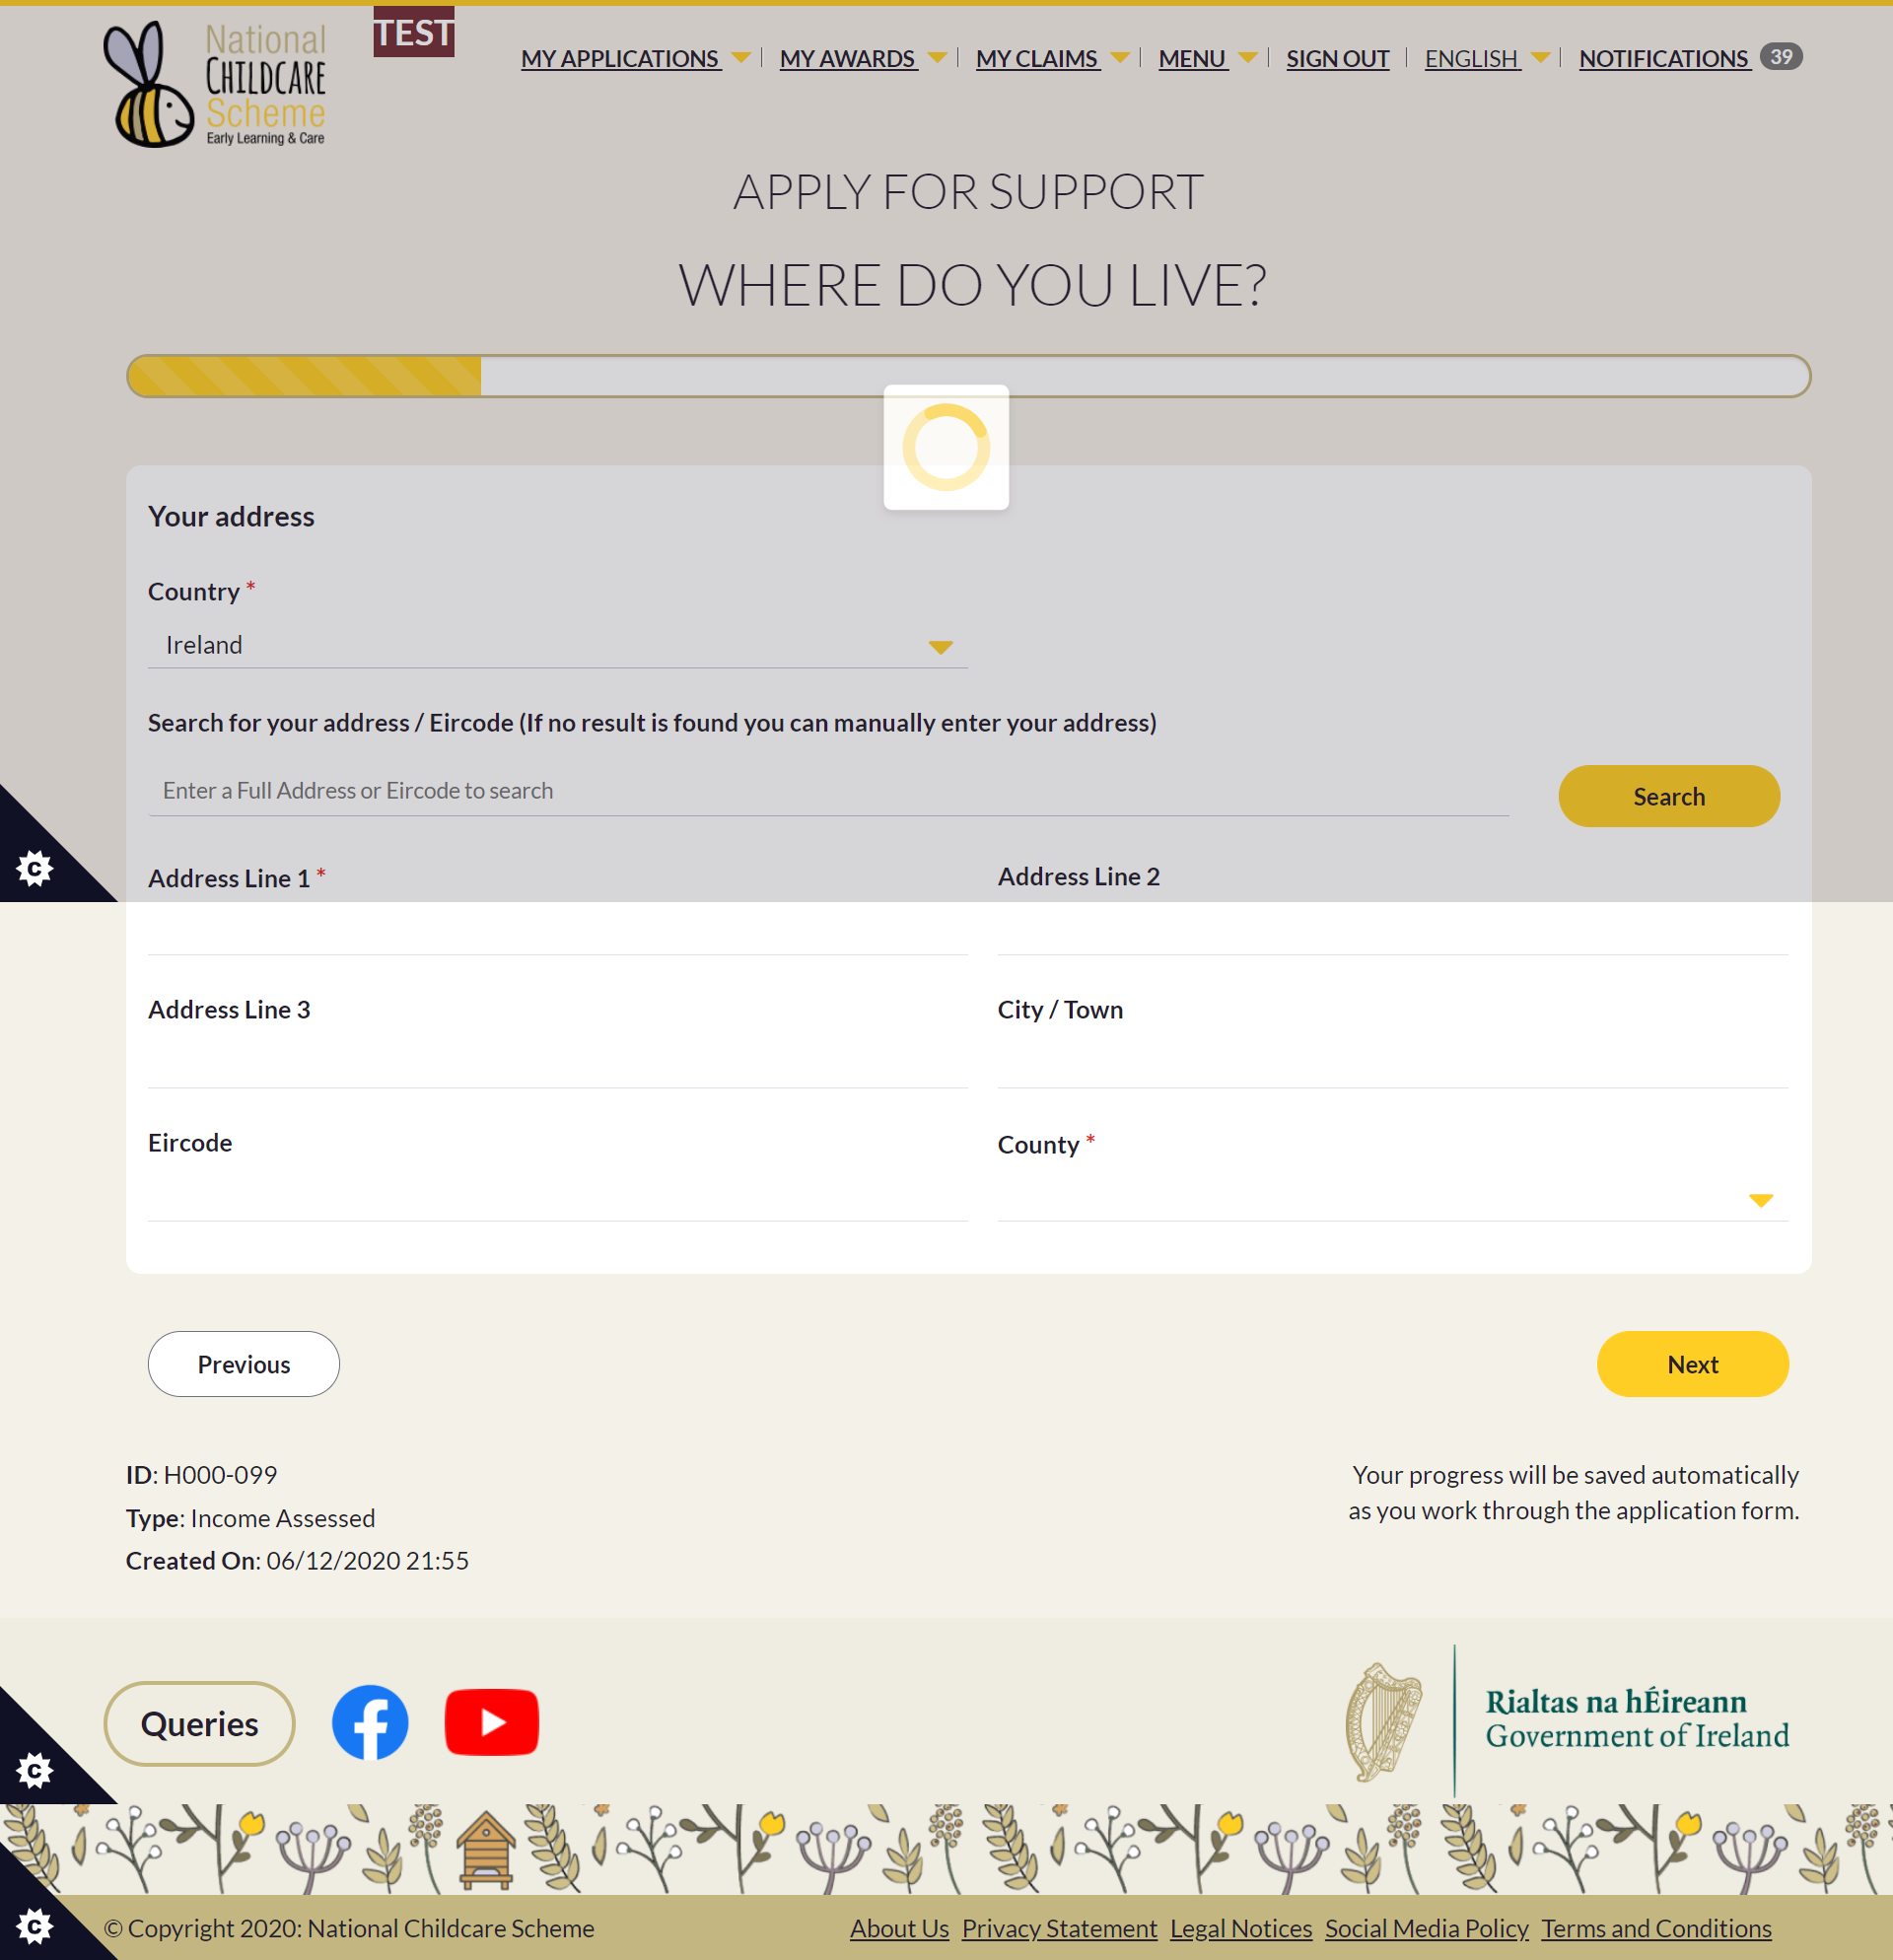 National
CHILDCARE
Scheme
Early Learning & Care
TEST
MY APPLICATIONS MY AWARDS MY CLAIMS MENU SIGN OUT ENGLISH NOTIFICATIONS 39
APPLY FOR SUPPORT
WHERE DO YOU LIVE?
Your address
Country *
Ireland
Search for your address / Eircode (If no result is found you can manually enter your address)
Enter a Full Address or Eircode to search
Search
Address Line 1 * Address Line 2
Address Line 3 City / Town
Eircode County *
Previous Next
ID: H000-099
Type: Income Assessed
Created On: 06/12/2020 21:55
Your progress will be saved automatically
as you work through the application form.
Queries
Rialtas na hÉireann
Government of Ireland
© Copyright 2020: National Childcare Scheme
About Us Privacy Statement Legal Notices Social Media Policy Terms and Conditions